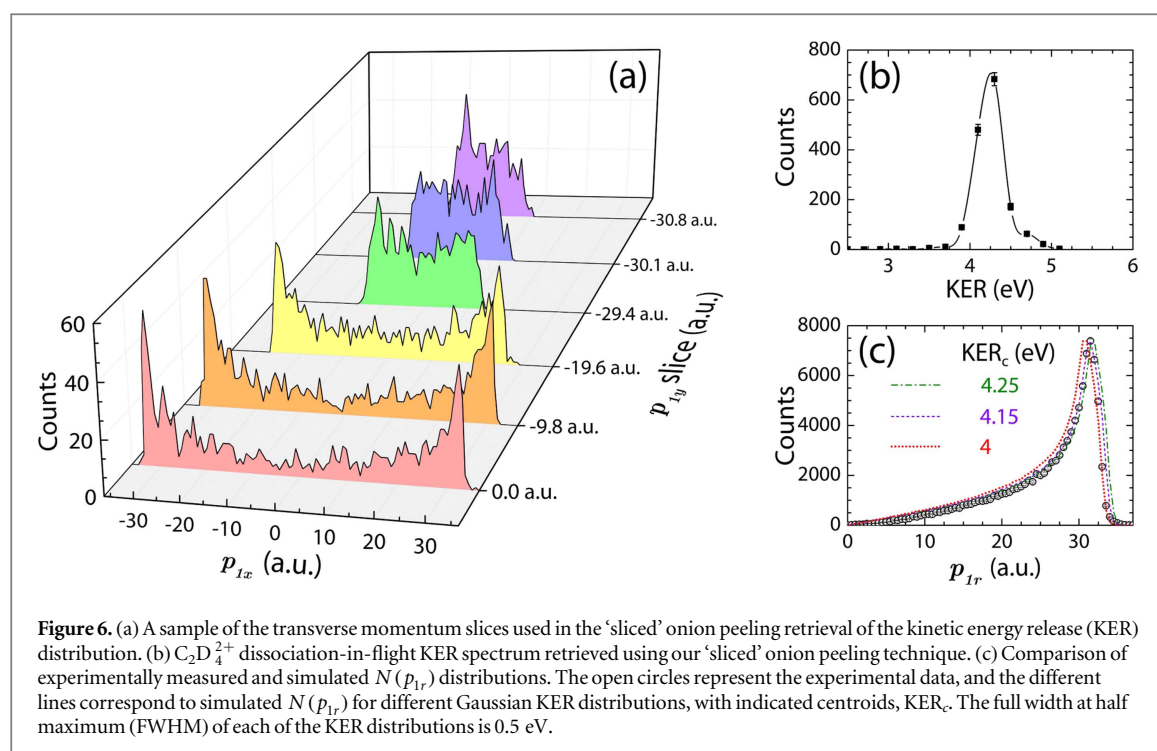 (a)
60
40
20
0
Counts
-30
-20
-10
0
10
20
30
p1x (a.u.)
0.0 a.u.
-9.8 a.u.
-19.6 a.u.
-29.4 a.u.
-30.1 a.u.
-30.8 a.u.
p1y slice (a.u.)
(b)
800
600
400
200
0
Counts
3 4 5 6
KER (eV)
(c)
8000
6000
4000
2000
0
Counts
KERc (eV)
4.25
4.15
4
0 10 20 30
p1r (a.u.)
Figure 6. (a) A sample of the transverse momentum slices used in the ‘sliced’ onion peeling retrieval of the kinetic energy release (KER)
distribution. (b) C2D4^2+ dissociation-in-flight KER spectrum retrieved using our ‘sliced’ onion peeling technique. (c) Comparison of
experimentally measured and simulated N(p1r) distributions. The open circles represent the experimental data, and the different
lines correspond to simulated N(p1r) for different Gaussian KER distributions, with indicated centroids, KERc. The full width at half
maximum (FWHM) of each of the KER distributions is 0.5 eV.